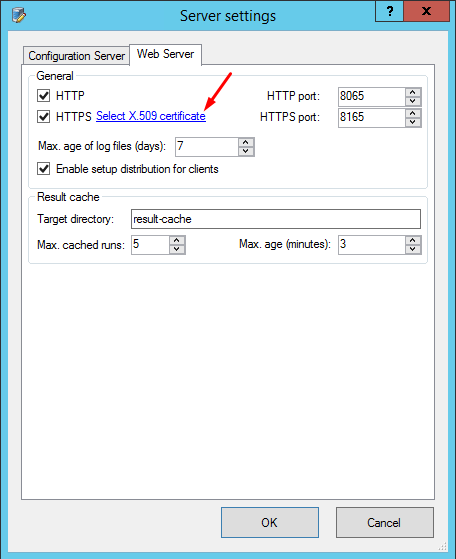 Server settings
? x
Configuration Server Web Server
General
HTTP HTTP port: 8065
HTTPS Select X.509 certificate HTTPS port: 8165
Max. age of log files (days): 7
Enable setup distribution for clients
Result cache
Target directory: result-cache
Max. cached runs: 5 Max. age (minutes): 3
OK Cancel